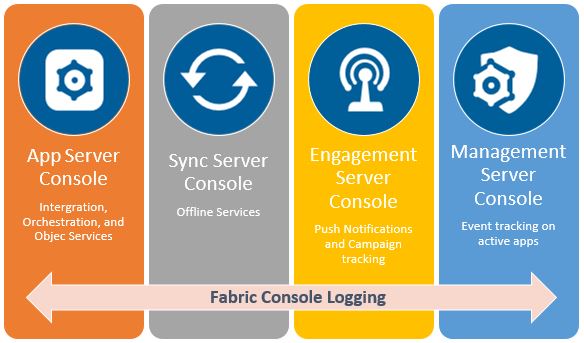 App Server
Console
Intergration,
Orchestration, and
Objec Services
Sync Server
Console
Offline Services
Engagement
Server
Console
Push Notifications
and Campaign
tracking
Management
Server
Console
Event tracking on
active apps
Fabric Console Logging